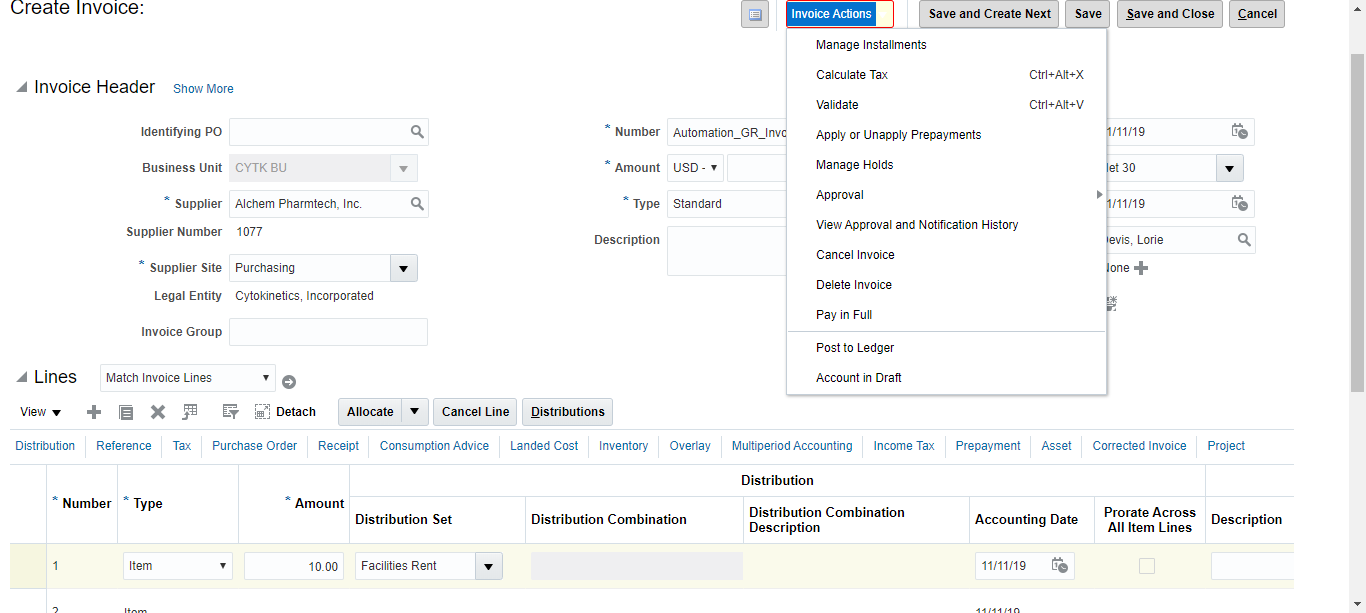 Create Invoice:
Invoice Actions
Save and Create Next
Save
Save and Close
Cancel
Manage Installments
Calculate Tax Ctrl+Alt+X
Validate Ctrl+Alt+V
Apply or Unapply Prepayments
Manage Holds
Approval
View Approval and Notification History
Cancel Invoice
Delete Invoice
Pay in Full
Post to Ledger
Account in Draft
Invoice Header Show More
Identifying PO
Business Unit CYTK BU
* Supplier Alchem Pharmtech, Inc.
Supplier Number 1077
* Supplier Site Purchasing
Legal Entity Cytokinetics, Incorporated
Invoice Group
* Number Automation_GR_Invo
* Amount USD -
* Type Standard
Description
1/11/19
et 30
1/11/19
evis, Lorie
None
Lines Match Invoice Lines
View Detach Allocate Cancel Line Distributions
Distribution Reference Tax Purchase Order Receipt Consumption Advice Landed Cost Inventory Overlay Multiperiod Accounting Income Tax Prepayment Asset Corrected Invoice Project
Distribution
* Number * Type * Amount Distribution Set Distribution Combination Distribution Combination Description Accounting Date Prorate Across All Item Lines Description
1 Item 10.00 Facilities Rent 11/11/19
2 Item 11/11/19